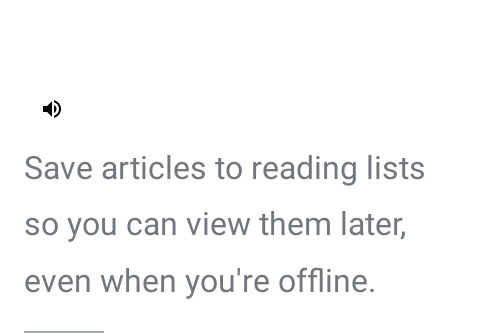 Save articles to reading lists
so you can view them later,
even when you're offline.